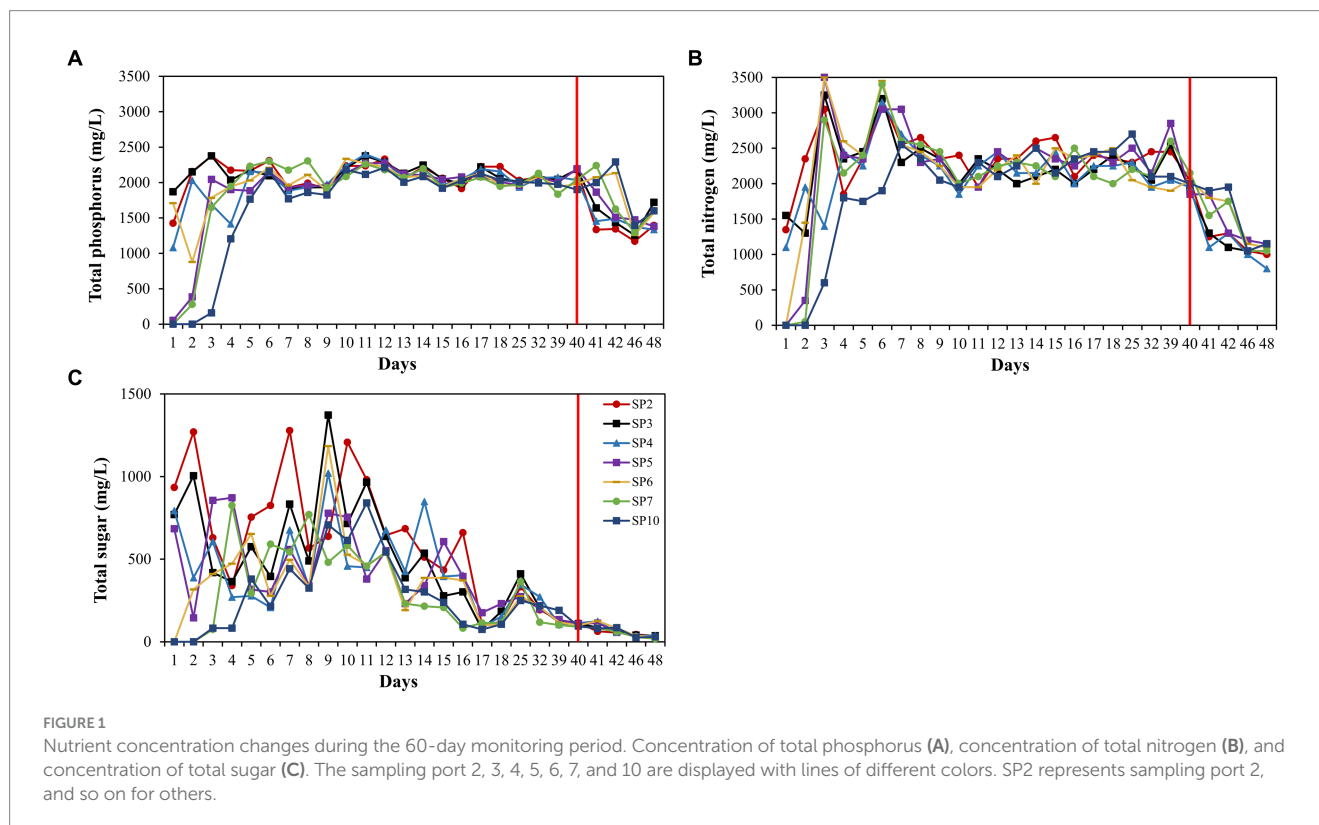 A
Total phosphorus (mg/L)
3500
3000
2500
2000
1500
1000
500
0
1 2 3 4 5 6 7 8 9 10 11 12 13 14 15 16 17 18 25 32 39 40 41 42 46 48
Days
B
Total nitrogen (mg/L)
3500
3000
2500
2000
1500
1000
500
0
1 2 3 4 5 6 7 8 9 10 11 12 13 14 15 16 17 18 25 32 39 40 41 42 46 48
Days
C
Total sugar (mg/L)
1500
1000
500
0
1 2 3 4 5 6 7 8 9 10 11 12 13 14 15 16 17 18 25 32 39 40 41 42 46 48
Days
SP2
SP3
SP4
SP5
SP6
SP7
SP10
FIGURE 1
Nutrient concentration changes during the 60-day monitoring period. Concentration of total phosphorus (A), concentration of total nitrogen (B), and
concentration of total sugar (C). The sampling port 2, 3, 4, 5, 6, 7, and 10 are displayed with lines of different colors. SP2 represents sampling port 2,
and so on for others.